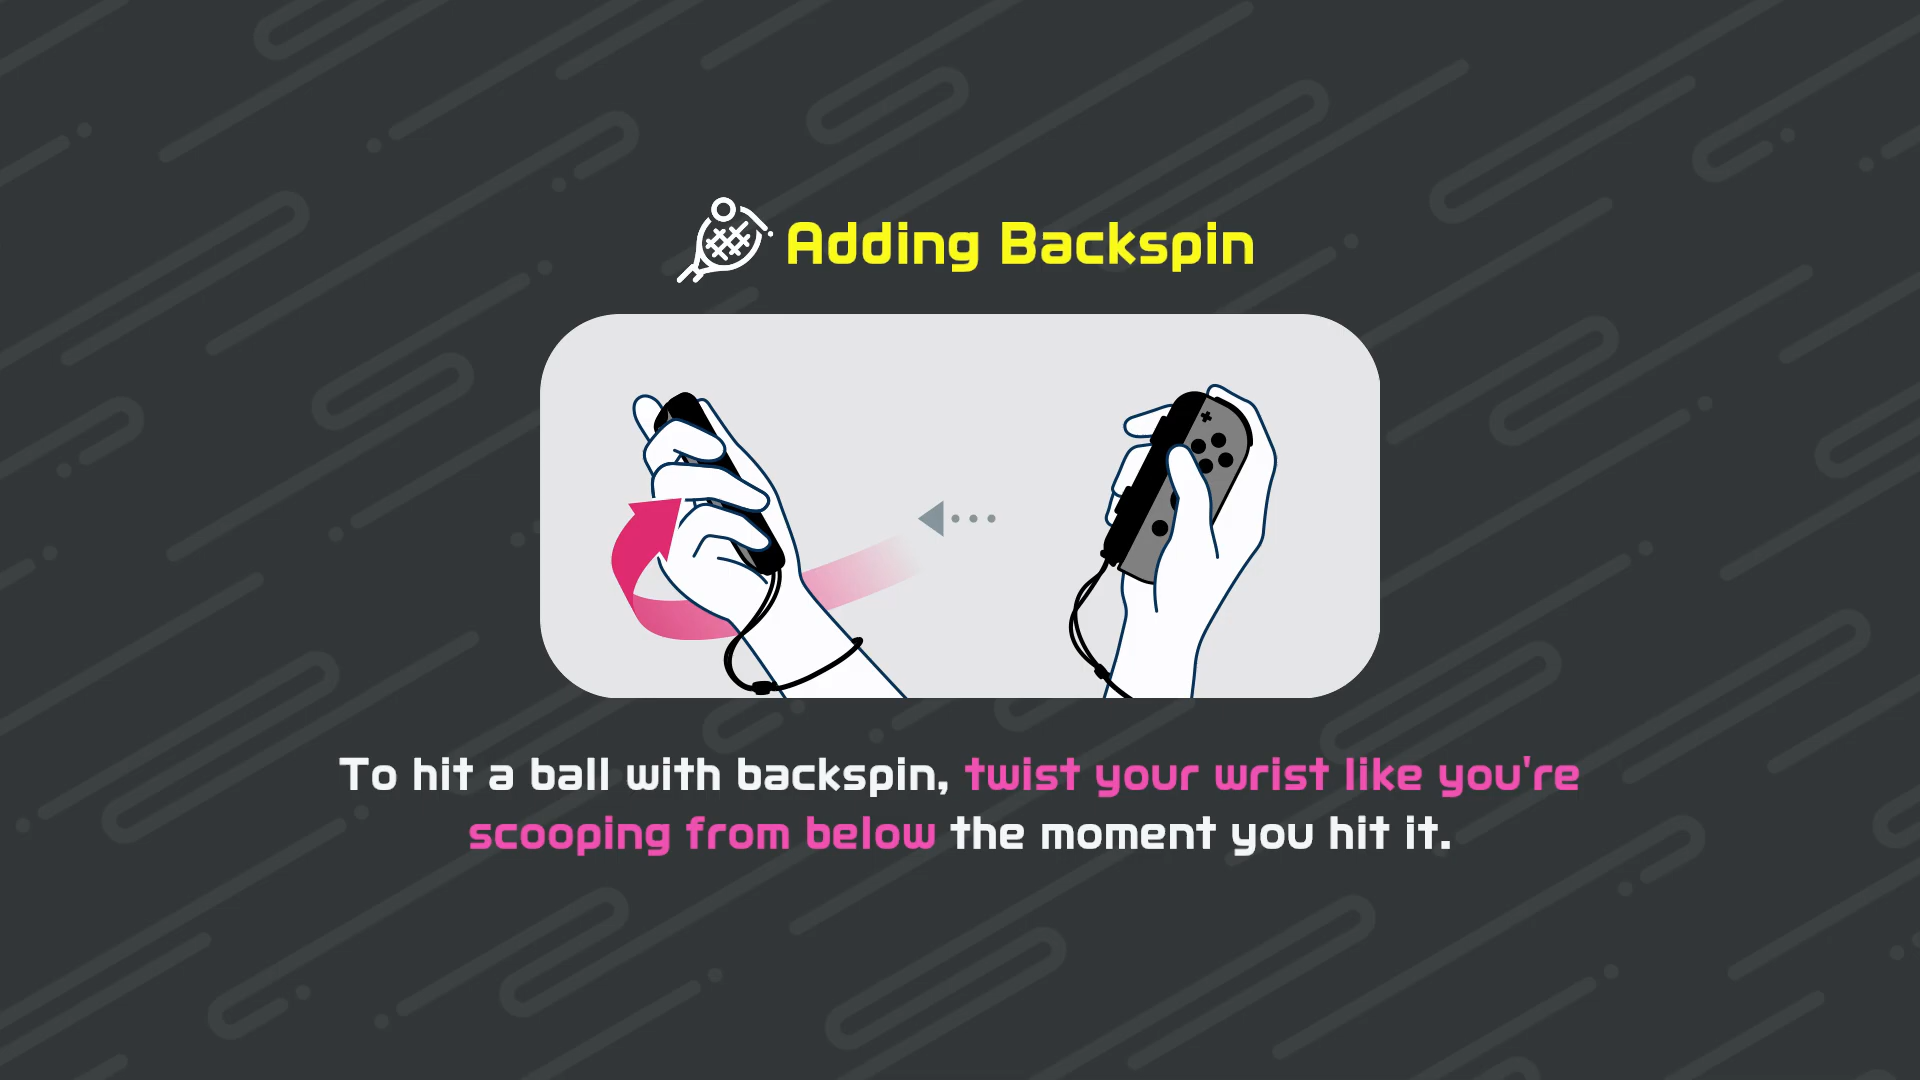 Adding Backspin
To hit a ball with backspin, twist your wrist like you're
scooping from below the moment you hit it.